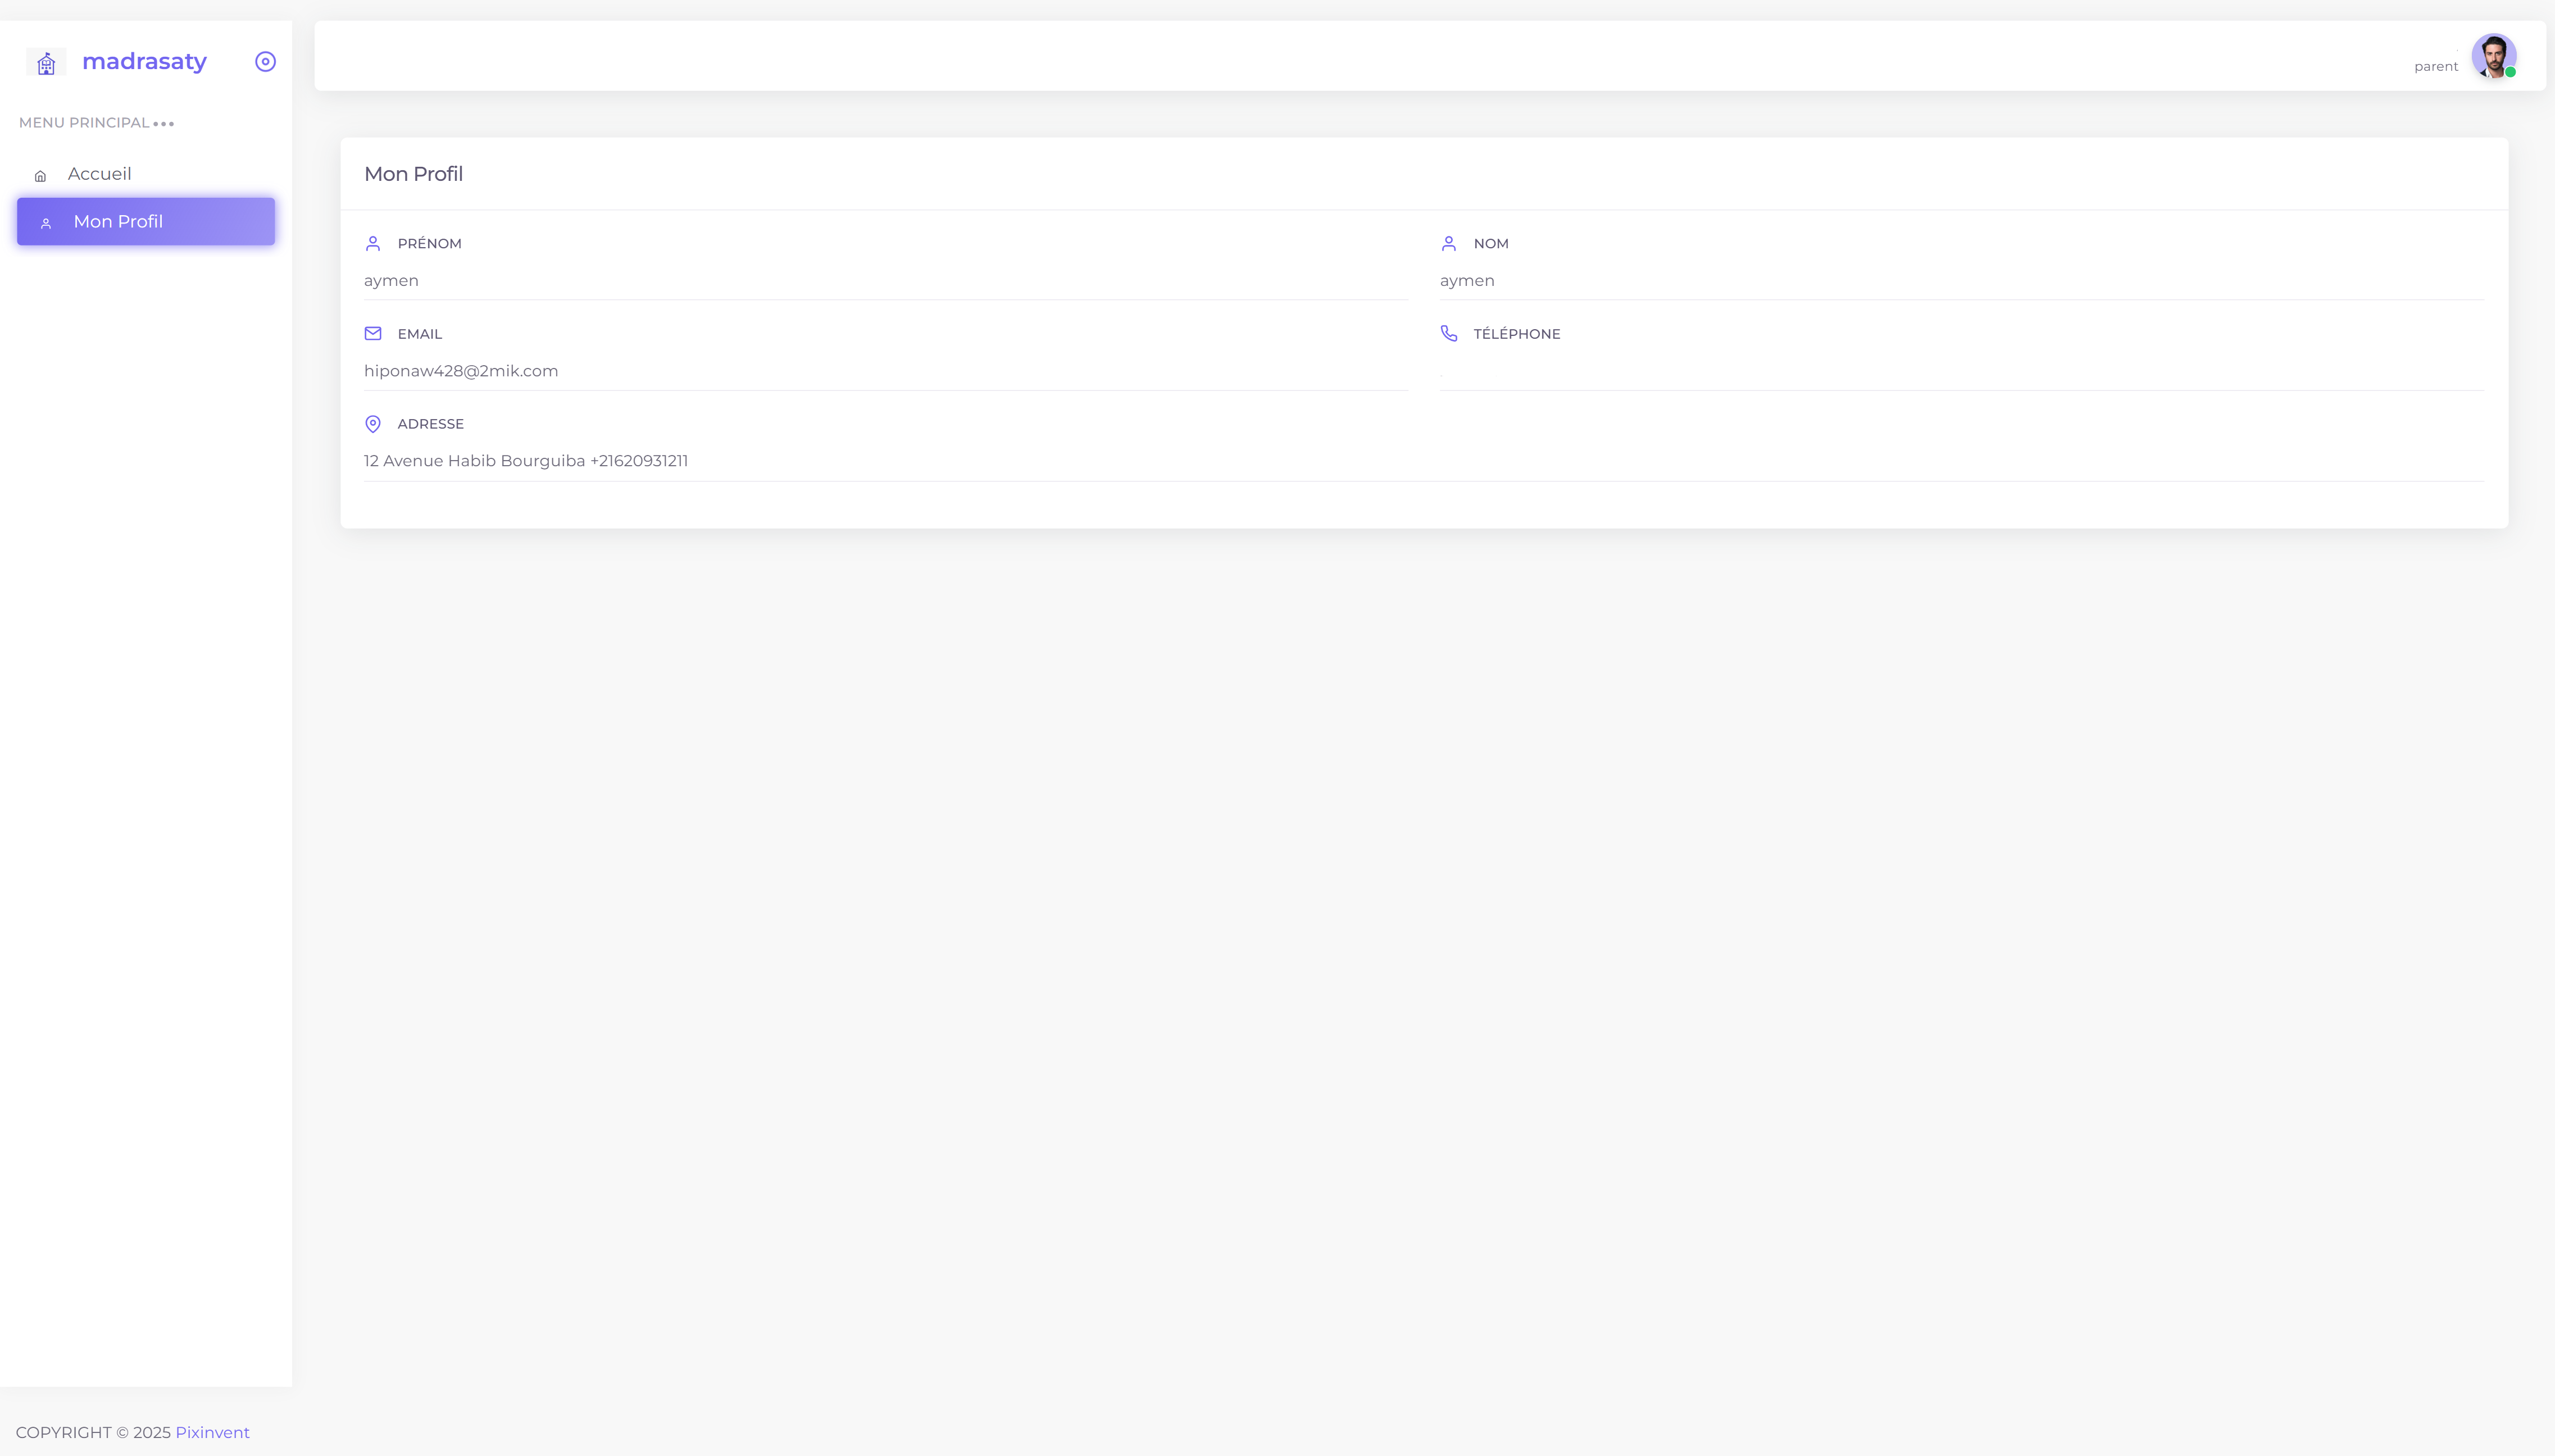 madrasaty
parent
MENU PRINCIPAL
Accueil
Mon Profil
Mon Profil
PRÉNOM
aymen
NOM
aymen
EMAIL
hiponaw428@2mik.com
TÉLÉPHONE
ADRESSE
12 Avenue Habib Bourguiba +21620931211
COPYRIGHT © 2025 Pixinvent